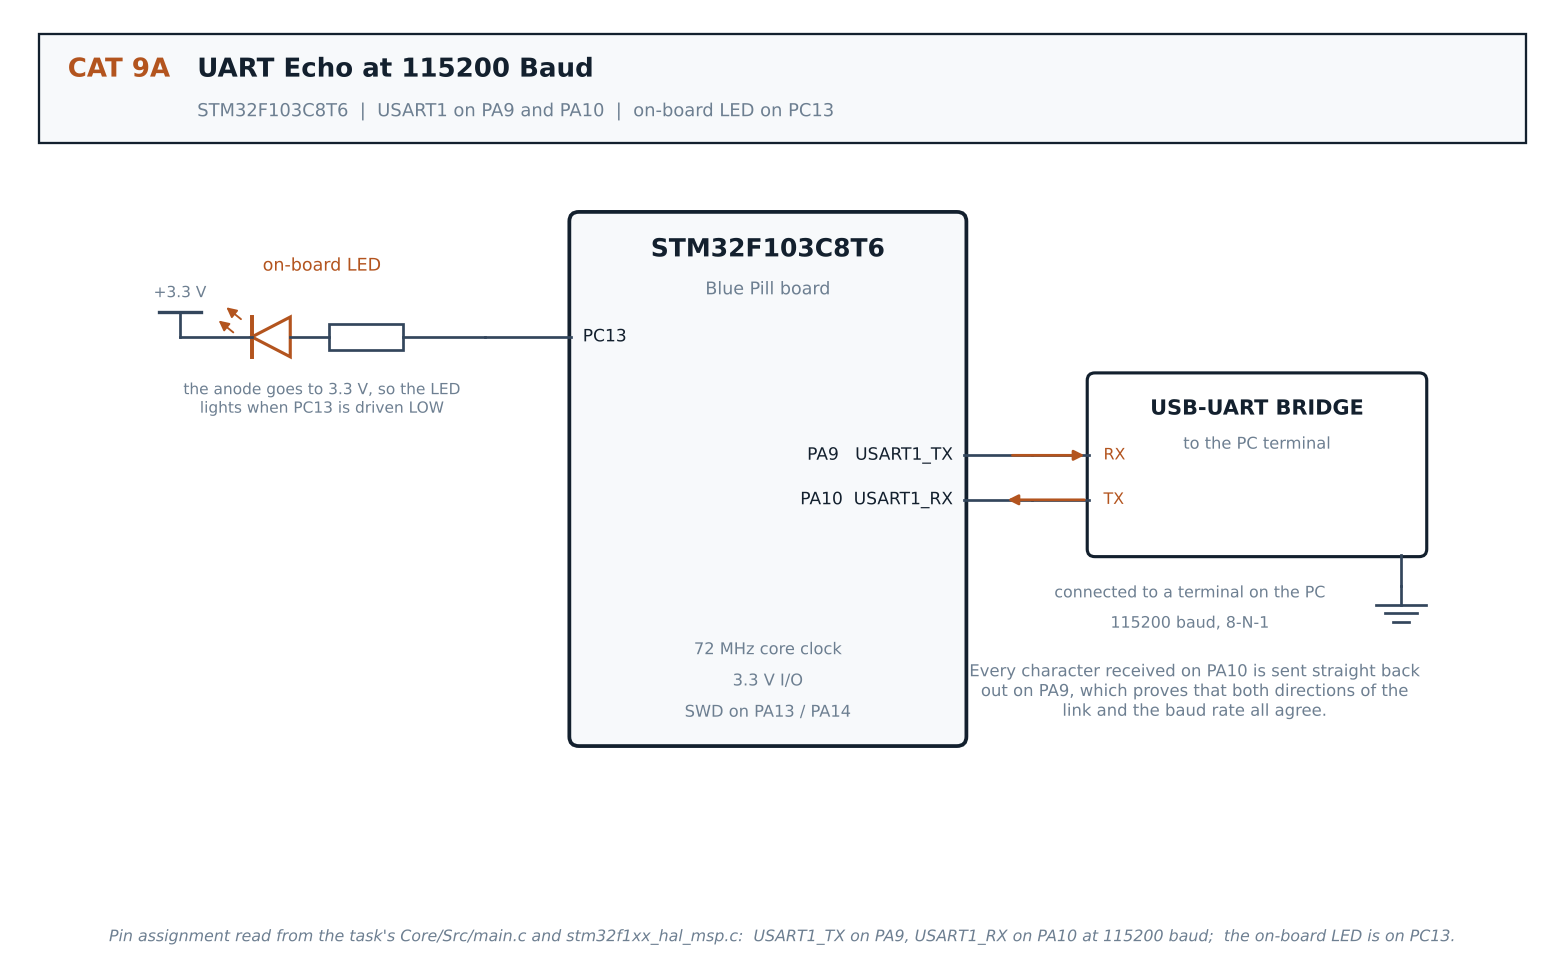 CAT 9A UART Echo at 115200 Baud
STM32F103C8T6 | USART1 on PA9 and PA10 | on-board LED on PC13
STM32F103C8T6
Blue Pill board
on-board LED
+3.3 V
PC13
the anode goes to 3.3 V, so the LED
lights when PC13 is driven LOW
USB-UART BRIDGE
to the PC terminal
PA9 USART1_TX
RX
PA10 USART1_RX
TX
connected to a terminal on the PC
115200 baud, 8-N-1
72 MHz core clock
3.3 V I/O
SWD on PA13 / PA14
Every character received on PA10 is sent straight back
out on PA9, which proves that both directions of the
link and the baud rate all agree.
Pin assignment read from the task's Core/Src/main.c and stm32f1xx_hal_msp.c: USART1_TX on PA9, USART1_RX on PA10 at 115200 baud; the on-board LED is on PC13.